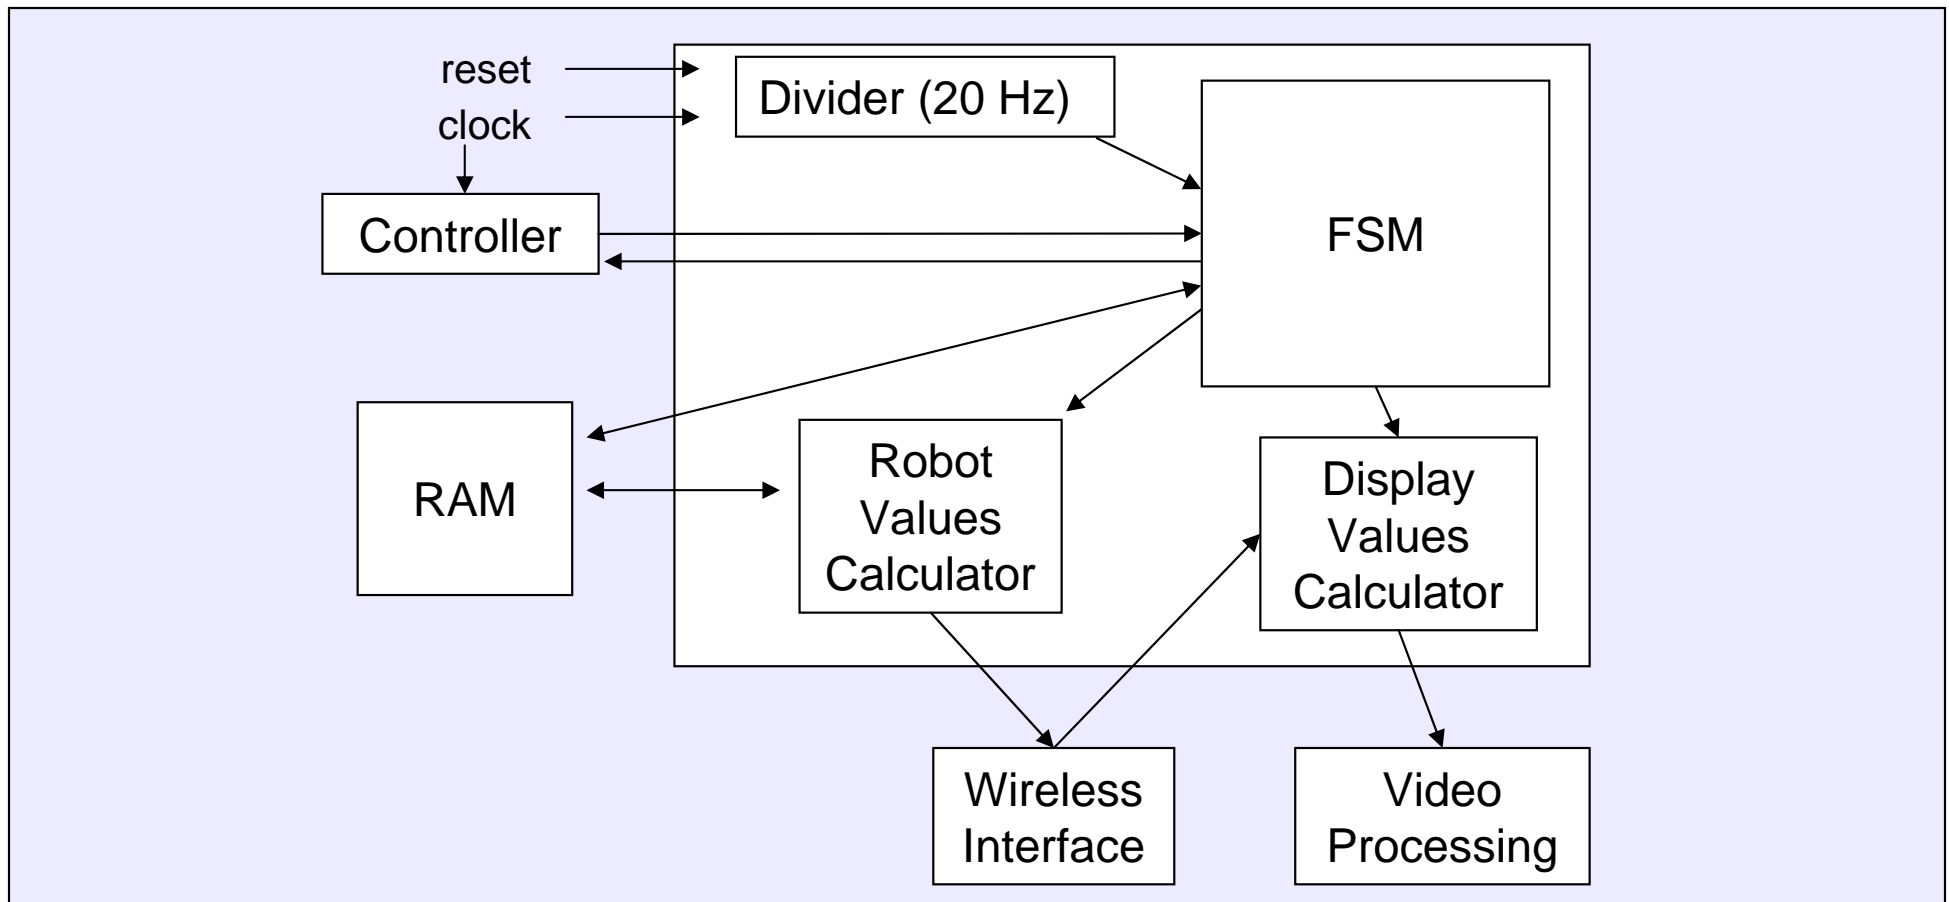 reset
clock
Divider (20 Hz)
Controller
FSM
RAM
Robot
Values
Calculator
Display
Values
Calculator
Wireless
Interface
Video
Processing